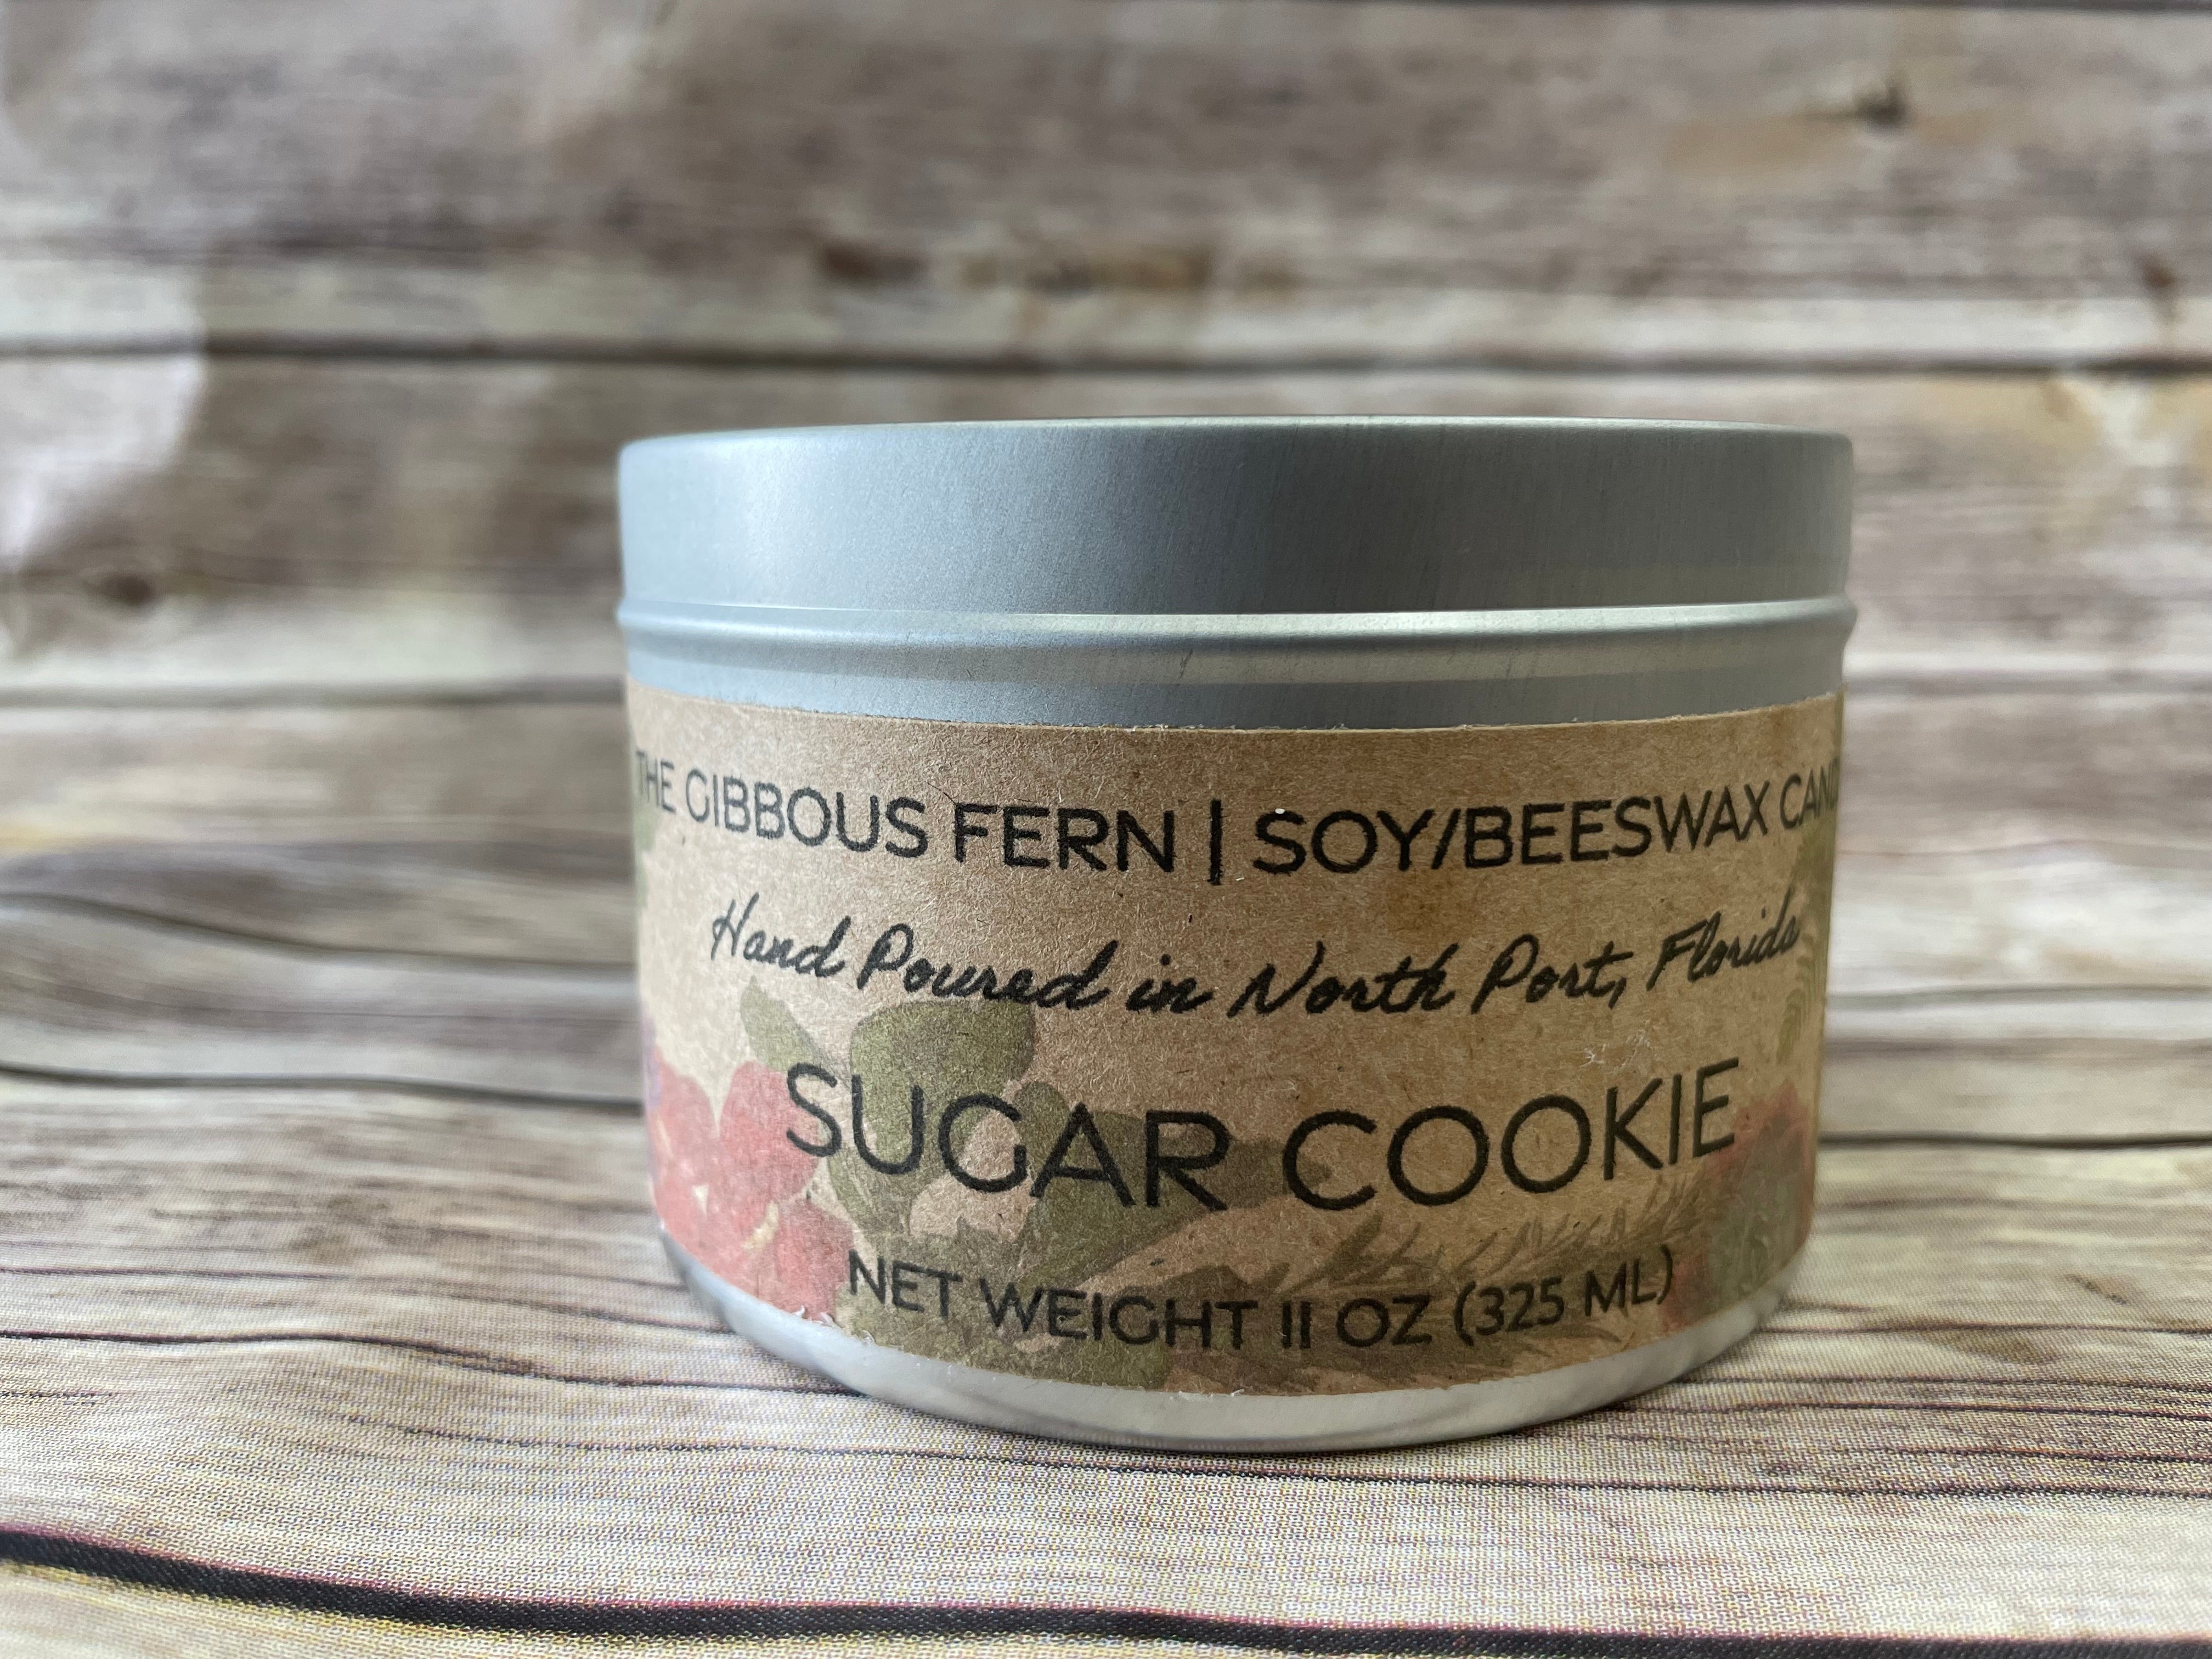 THE GIBBOUS FERN | SOY/BEESWAX CAND
Hand Poured in North Port, Florida
SUGAR COOKIE
NET WEIGHT 11 OZ (325 ML)